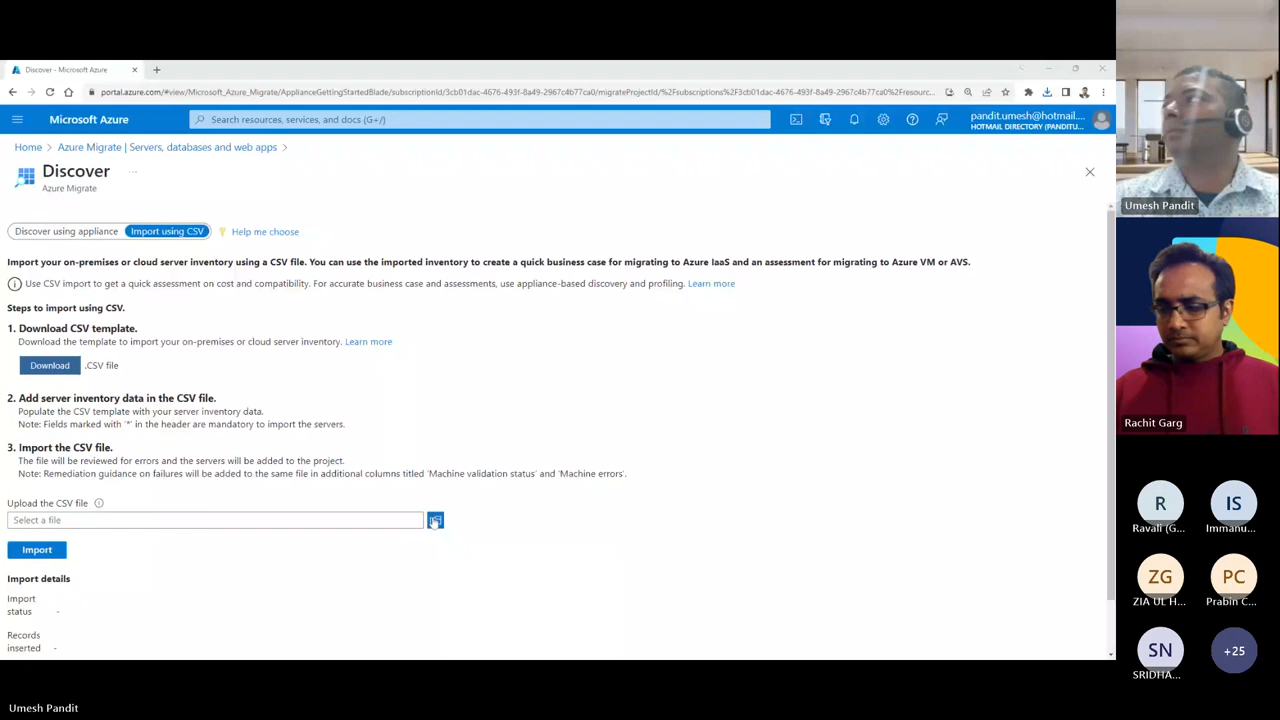 Discover - Microsoft Azure
portal.azure.com/#view/Microsoft_Azure_Migrate/ApplianceGettingStartedBlade/subscriptionId/3cb01dac-4676-493f-8a49-2967c4b77ca0/migrateProjectId/%2Fsubscriptions%2F3cb01dac-4676-493f-8a49-2967c4b77ca0%2Fresourc...
Microsoft Azure
Search resources, services, and docs (G+/)
pandit.umesh@hotmail....
HOTMAIL DIRECTORY (PANDITU...
Home > Azure Migrate | Servers, databases and web apps >
Discover ...
Azure Migrate
Discover using appliance Import using CSV Help me choose
Import your on-premises or cloud server inventory using a CSV file. You can use the imported inventory to create a quick business case for migrating to Azure IaaS and an assessment for migrating to Azure VM or AVS.
Use CSV import to get a quick assessment on cost and compatibility. For accurate business case and assessments, use appliance-based discovery and profiling. Learn more
Steps to import using CSV.
1. Download CSV template.
Download the template to import your on-premises or cloud server inventory. Learn more
Download .CSV file
2. Add server inventory data in the CSV file.
Populate the CSV template with your server inventory data.
Note: Fields marked with '*' in the header are mandatory to import the servers.
3. Import the CSV file.
The file will be reviewed for errors and the servers will be added to the project.
Note: Remediation guidance on failures will be added to the same file in additional columns titled 'Machine validation status' and 'Machine errors'.
Upload the CSV file
Select a file
Import
Import details
Import
status -
Records
inserted -
Umesh Pandit
Umesh Pandit
Rachit Garg
R IS
Ravali (G... Immanu...
ZG PC
ZIA UL H... Prabin C...
SN +25
SRIDHA...